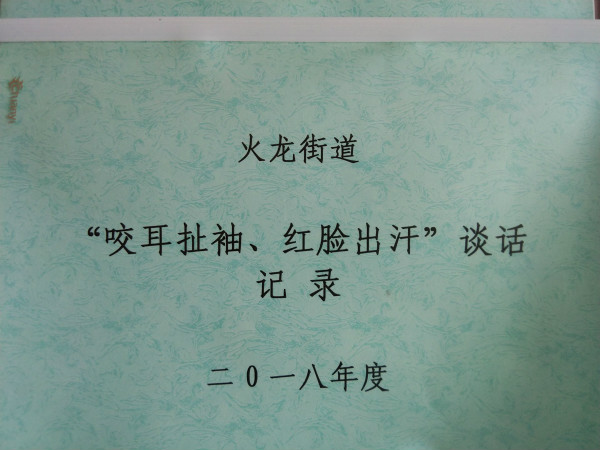 火龙街道
“咬耳扯袖、红脸出汗”谈话
记 录
二0一八年度